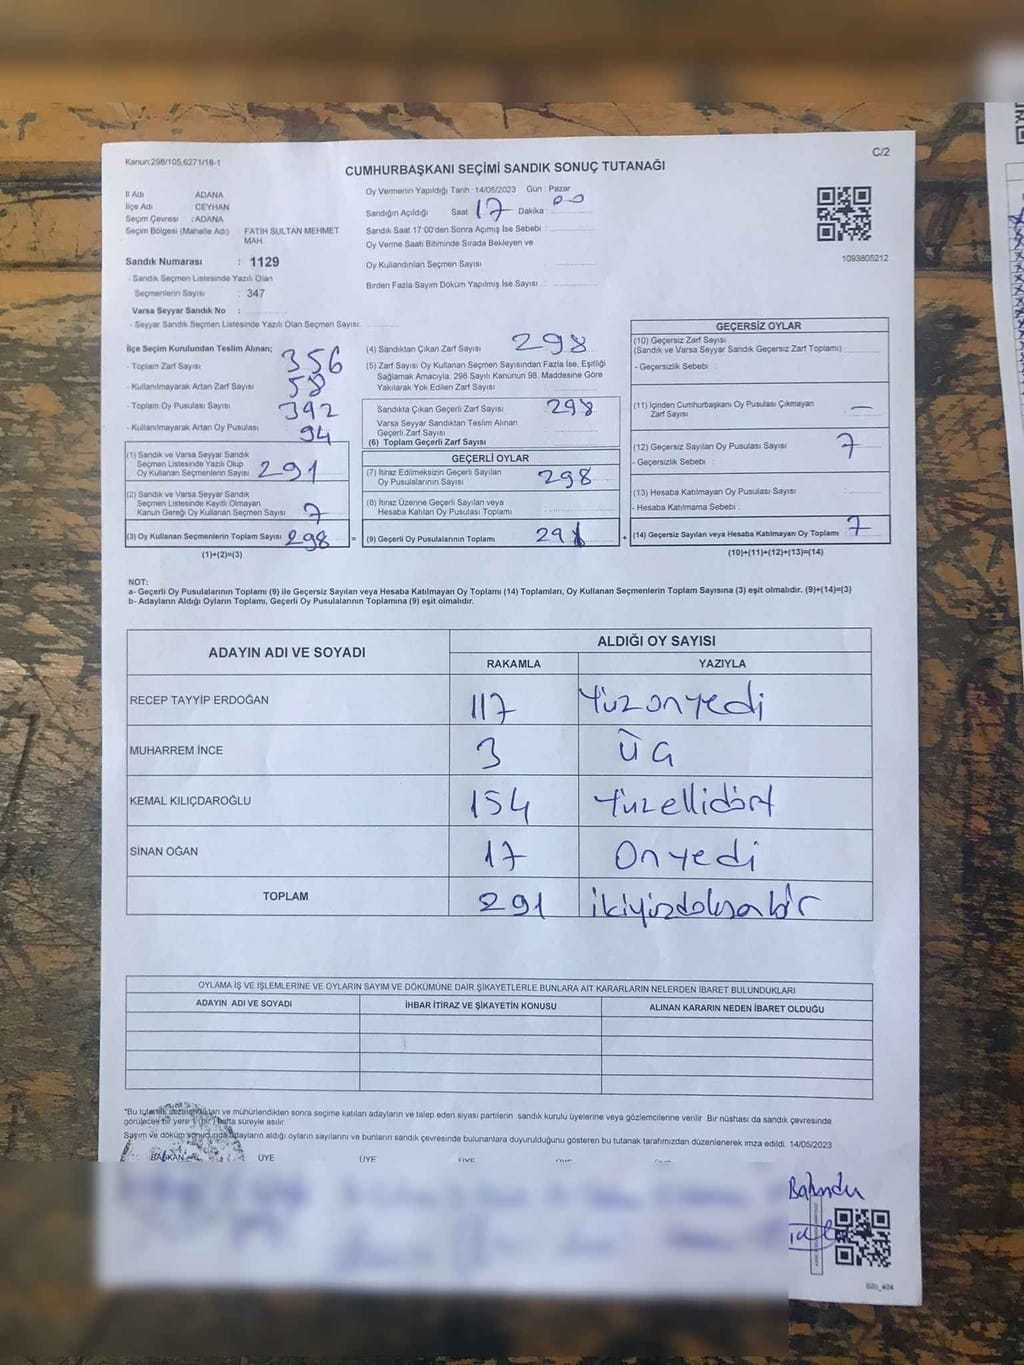 Kanun:298/105,6271/18-1
C/2
CUMHURBAŞKANI SEÇİMİ SANDIK SONUÇ TUTANAĞI
İl Adı ADANA
İlçe Adı : CEYHAN
Seçim Çevresi : ADANA
Seçim Bölgesi (Mahalle Adı) FATİH SULTAN MEHMET MAH.
Sandık Numarası : 1129
- Sandık Seçmen Listesinde Yazılı Olan
Seçmenlerin Sayısı : 347
Varsa Seyyar Sandık No :
- Seyyar Sandık Seçmen Listesinde Yazılı Olan Seçmen Sayısı:
Oy Vermenin Yapıldığı Tarih : 14/05/2023 Gün : Pazar
Sandığın Açıldığı Saat 17 Dakika : 00
Sandık Saat 17:00'den Sonra Açılmış İse Sebebi :
Oy Verme Saati Bitiminde Sırada Bekleyen ve
Oy Kullandırılan Seçmen Sayısı :
Birden Fazla Sayım Döküm Yapılmış İse Sayısı :
1093805212
İlçe Seçim Kurulundan Teslim Alınan;
- Toplam Zarf Sayısı : 356
- Kullanılmayarak Artan Zarf Sayısı : 58
- Toplam Oy Pusulası Sayısı : 392
- Kullanılmayarak Artan Oy Pusulası : 94
(1) Sandık ve Varsa Seyyar Sandık
Seçmen Listesinde Yazılı Olup
Oy Kullanan Seçmenlerin Sayısı : 291
(2) Sandık ve Varsa Seyyar Sandık
Seçmen Listesinde Kayıtlı Olmayan
Kanun Gereği Oy Kullanan Seçmen Sayısı : 7
(3) Oy Kullanan Seçmenlerin Toplam Sayısı : 298
(1)+(2)=(3)
(4) Sandıktan Çıkan Zarf Sayısı : 298
(5) Zarf Sayısı Oy Kullanan Seçmen Sayısından Fazla İse, Eşitliği
Sağlamak Amacıyla, 298 Sayılı Kanunun 98. Maddesine Göre
Yakılarak Yok Edilen Zarf Sayısı :
Sandıkta Çıkan Geçerli Zarf Sayısı : 298
Varsa Seyyar Sandıktan Teslim Alınan
Geçerli Zarf Sayısı :
(6) Toplam Geçerli Zarf Sayısı :
GEÇERLİ OYLAR
(7) İtiraz Edilmeksizin Geçerli Sayılan
Oy Pusulalarının Sayısı : 298
(8) İtiraz Üzerine Geçerli Sayılan veya
Hesaba Katılan Oy Pusulası Toplamı :
= (9) Geçerli Oy Pusulalarının Toplamı :
GEÇERSİZ OYLAR
(10) Geçersiz Zarf Sayısı
(Sandık ve Varsa Seyyar Sandık Geçersiz Zarf Toplamı)
- Geçersizlik Sebebi :
(11) İçinden Cumhurbaşkanı Oy Pusulası Çıkmayan
Zarf Sayısı : —
(12) Geçersiz Sayılan Oy Pusulası Sayısı : 7
- Geçersizlik Sebebi :
(13) Hesaba Katılmayan Oy Pusulası Sayısı :
- Hesaba Katılmama Sebebi :
+ (14) Geçersiz Sayılan veya Hesaba Katılmayan Oy Toplamı : 7
(10)+(11)+(12)+(13)=(14)
NOT:
a- Geçerli Oy Pusulalarının Toplamı (9) ile Geçersiz Sayılan veya Hesaba Katılmayan Oy Toplamı (14) Toplamları, Oy Kullanan Seçmenlerin Toplam Sayısına (3) eşit olmalıdır. (9)+(14)=(3)
b- Adayların Aldığı Oyların Toplamı, Geçerli Oy Pusulalarının Toplamına (9) eşit olmalıdır.
ADAYIN ADI VE SOYADI ALDIĞI OY SAYISI
RAKAMLA YAZIYLA
RECEP TAYYİP ERDOĞAN 117 Yüzonyedi
MUHARREM İNCE 3 ÜÇ
KEMAL KILIÇDAROĞLU 154 Yüzellidört
SİNAN OĞAN 17 Onyedi
TOPLAM 291
OYLAMA İŞ VE İŞLEMLERİNE VE OYLARIN SAYIM VE DÖKÜMÜNE DAİR ŞİKAYETLERLE BUNLARA AİT KARARLARIN NELERDEN İBARET BULUNDUKLARI
ADAYIN ADI VE SOYADI İHBAR İTİRAZ VE ŞİKAYETİN KONUSU ALINAN KARARIN NEDEN İBARET OLDUĞU
*Bu tutanak imzalandıktan ve mühürlendikten sonra seçime katılan adayların ve talep eden siyasi partilerin sandık kurulu üyelerine veya gözlemcilerine verilir. Bir nüshası da sandık çevresinde
görülecek bir yere 1 (bir) hafta süreyle asılır.
Sayım ve döküm sonunda adayların aldığı oyların sayılarını ve bunların sandık çevresinde bulunanlara duyurulduğunu gösteren bu tutanak tarafımızdan düzenlenerek imza edildi. 14/05/2023
BAŞKAN ÜYE ÜYE ÜYE ÜYE